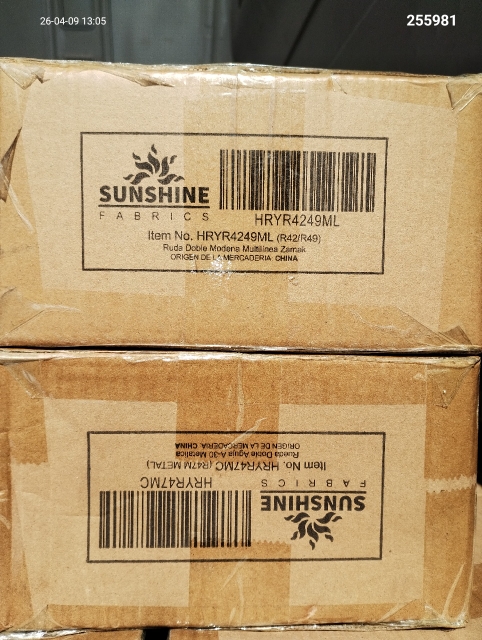 26-04-09 13:05
255981
SUNSHINE
FABRICS
HRYR4249ML
Item No. HRYR4249ML (R42/R49)
Ruda Doble Modena Multilinea Zamak
ORIGEN DE LA MERCADERIA: CHINA
SUNSHINE
FABRICS
HRYR47MC
Item No. HRYR47MC (R47M METAL)
Rueda Doble Agua A-30 Metalica
ORIGEN DE LA MERCADERIA: CHINA